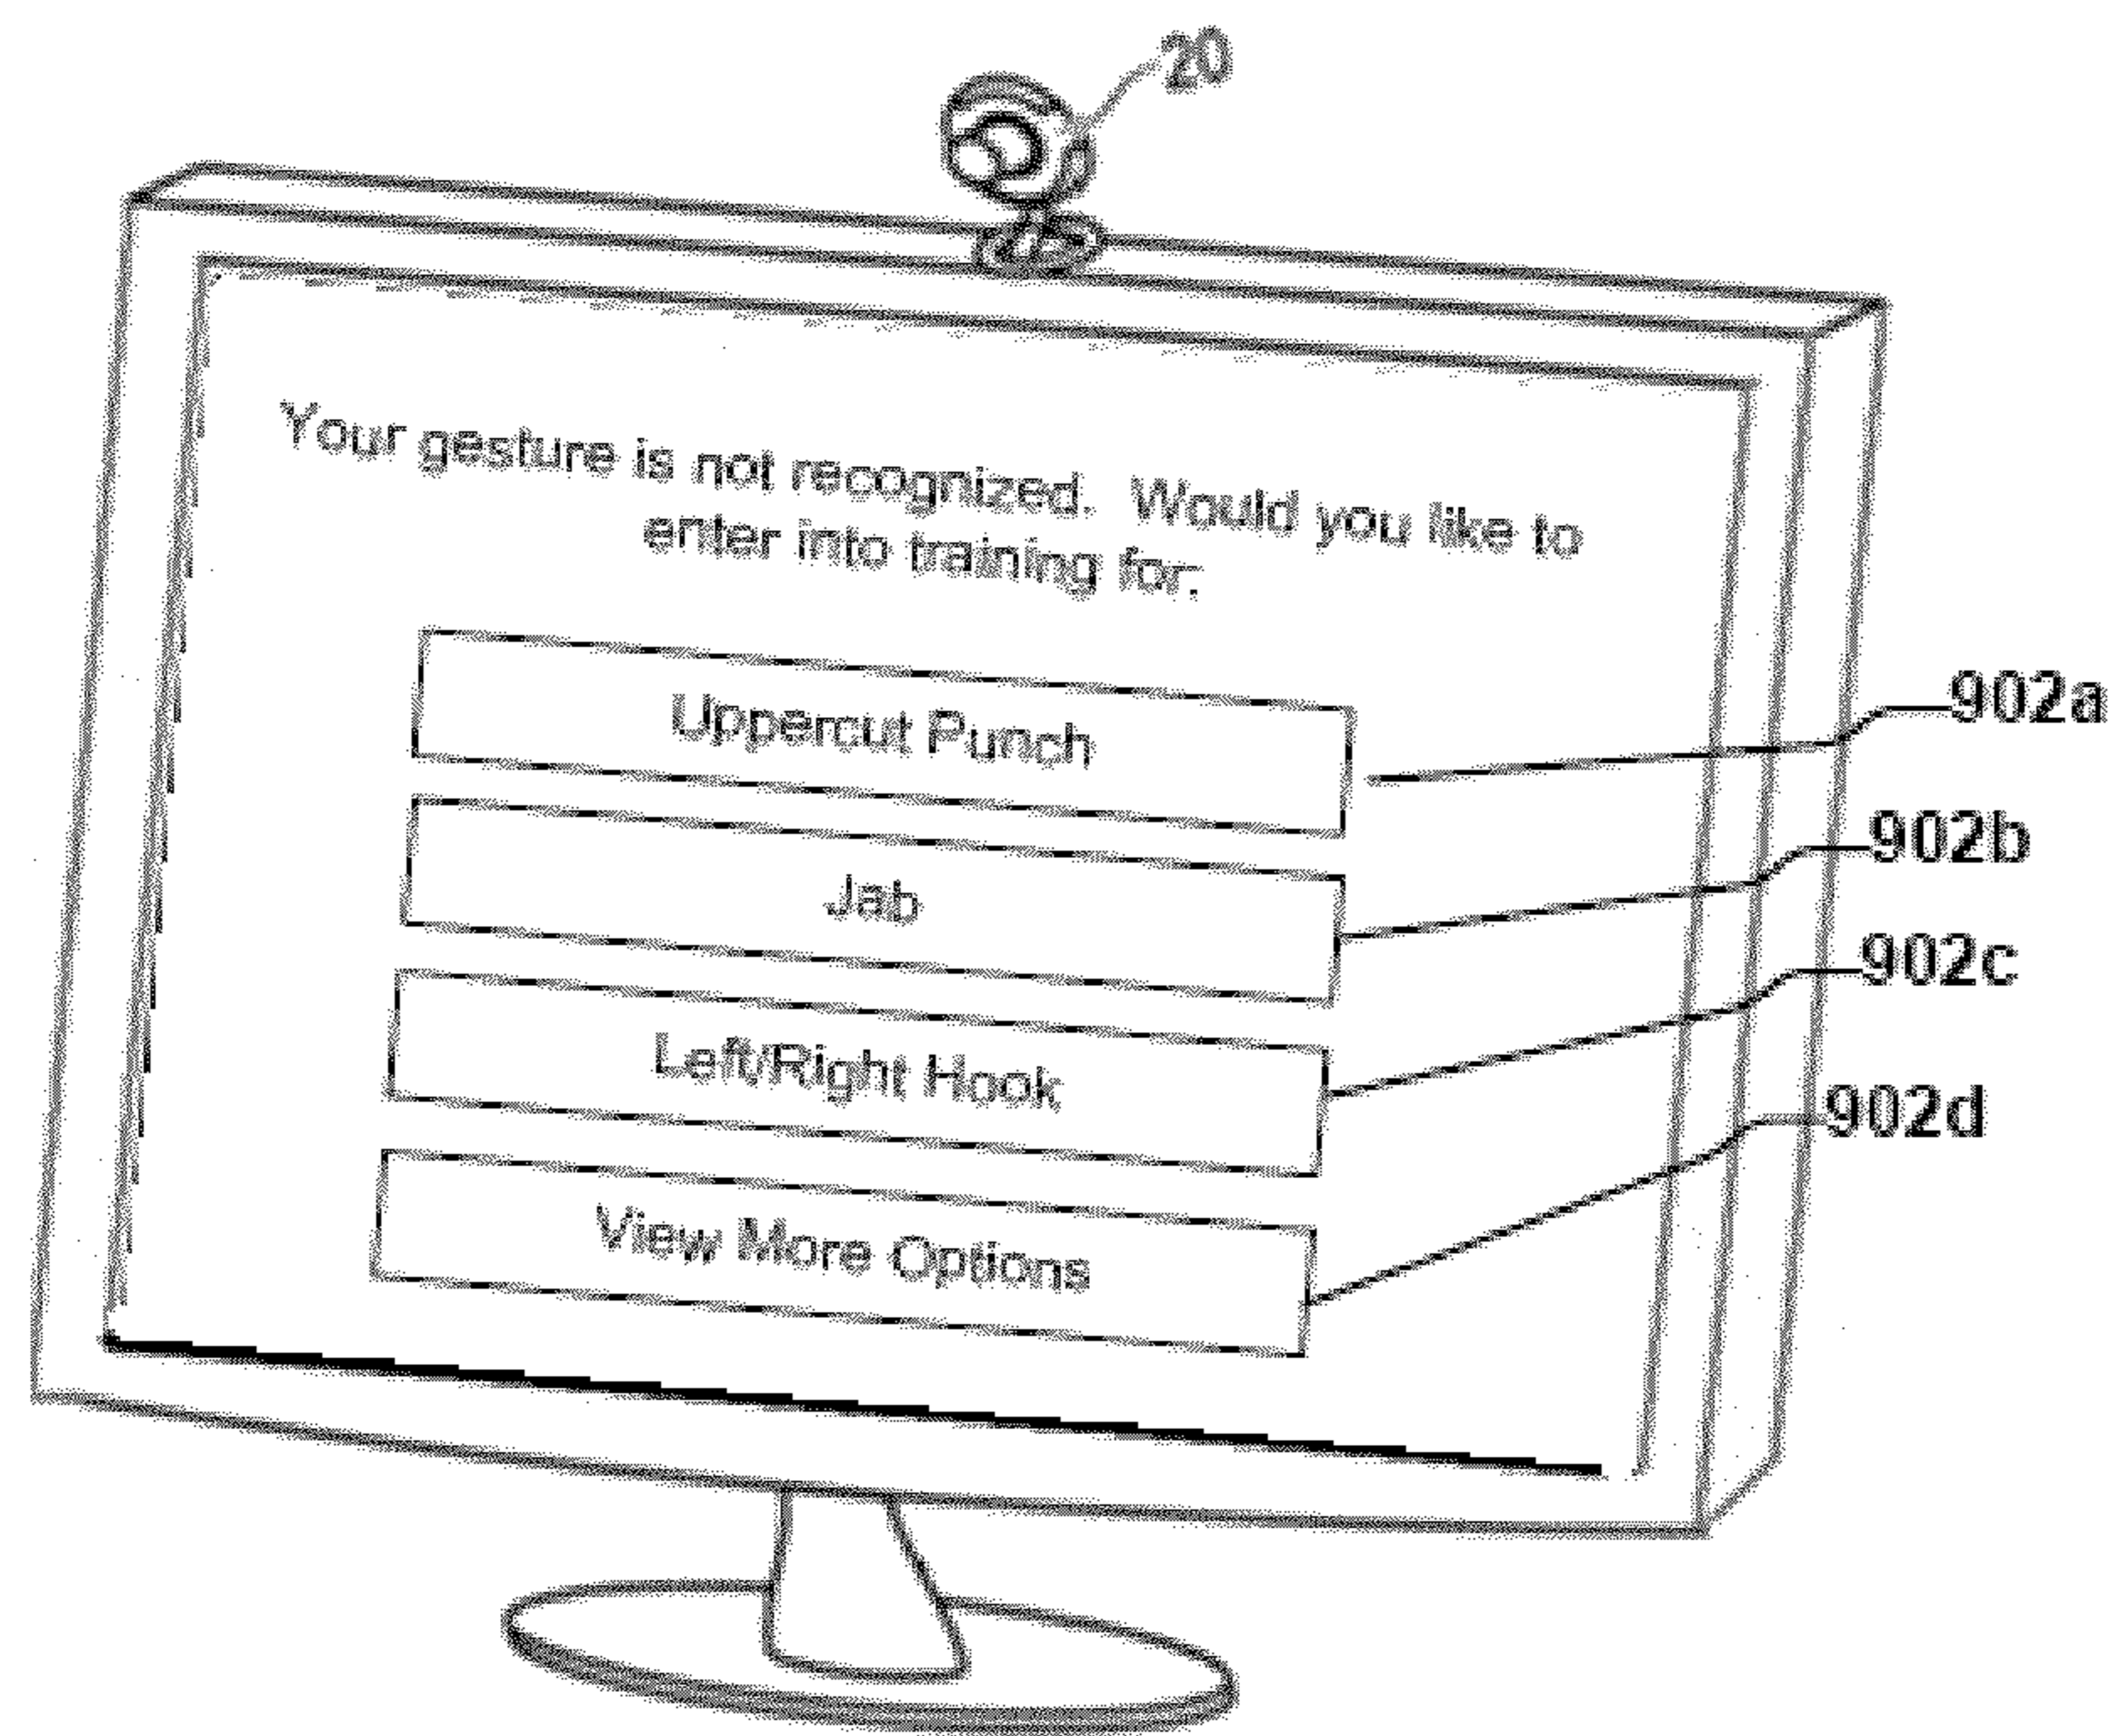 20
Your gesture is not recognized. Would you like to
enter into training for:
Uppercut Punch
902a
Jab
902b
Left/Right Hook
902c
View More Options
902d